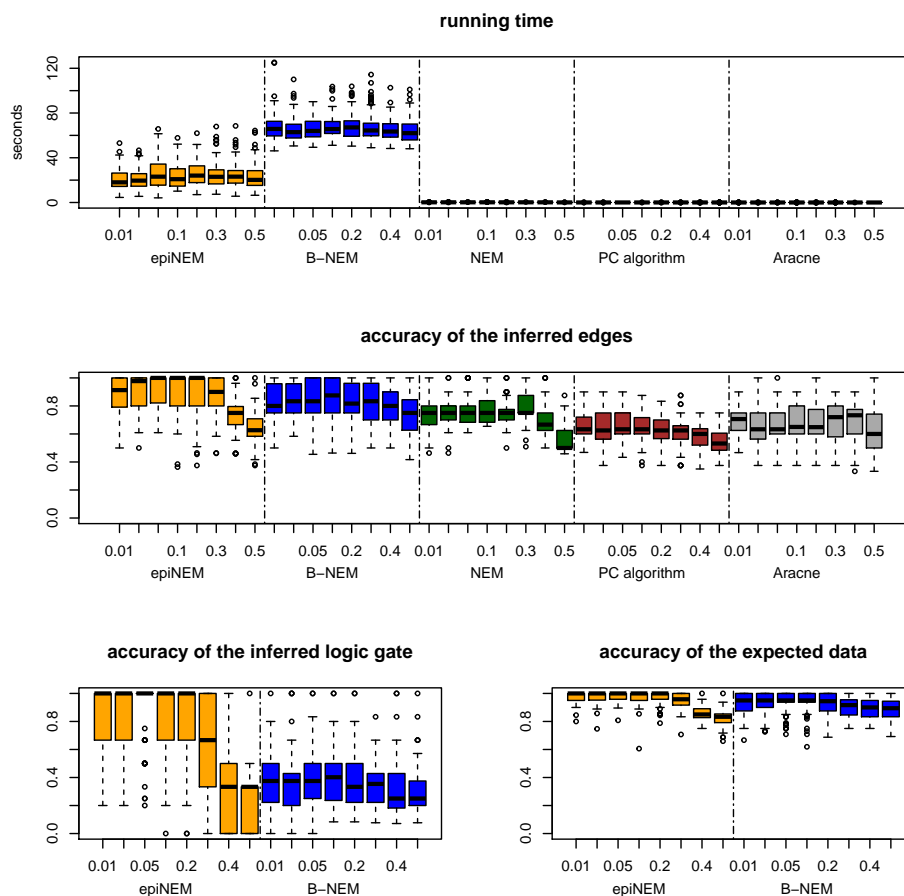 running time
seconds
120
80
40
0
0.01 0.1 0.3 0.5 0.05 0.2 0.4 0.01 0.1 0.3 0.5 0.05 0.2 0.4 0.01 0.1 0.3 0.5
epiNEM B−NEM NEM PC algorithm Aracne
accuracy of the inferred edges
0.8
0.4
0.0
0.01 0.1 0.3 0.5 0.05 0.2 0.4 0.01 0.1 0.3 0.5 0.05 0.2 0.4 0.01 0.1 0.3 0.5
epiNEM B−NEM NEM PC algorithm Aracne
accuracy of the inferred logic gate
0.8
0.4
0.0
0.01 0.05 0.2 0.4 0.01 0.05 0.2 0.4
epiNEM B−NEM
accuracy of the expected data
0.8
0.4
0.0
0.01 0.05 0.2 0.4 0.01 0.05 0.2 0.4
epiNEM B−NEM